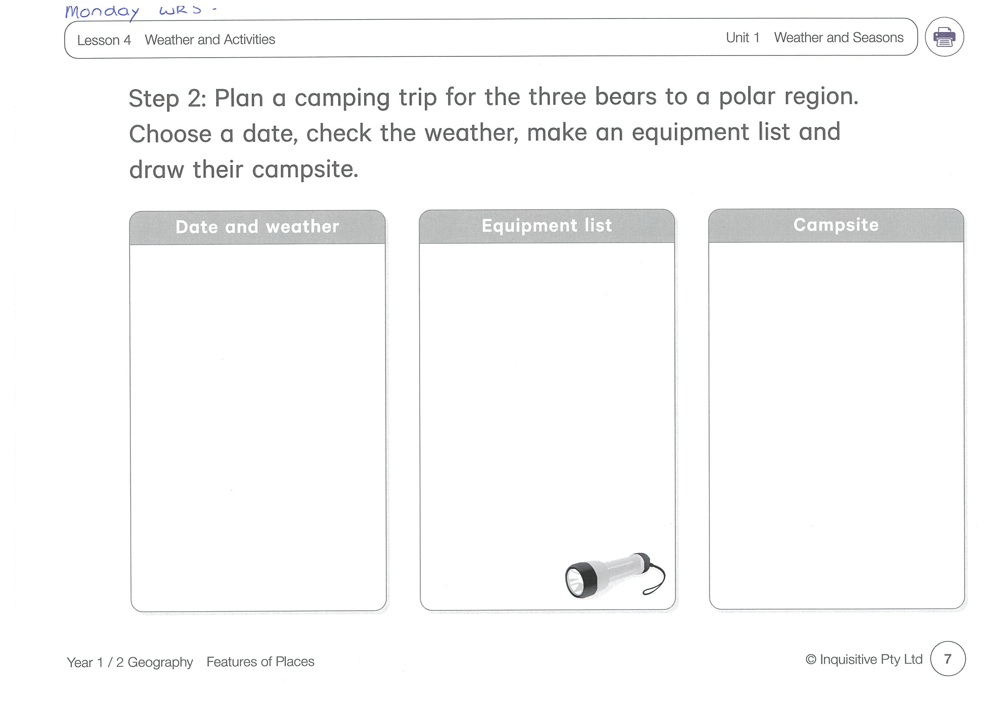 Monday WRS -
Lesson 4 Weather and Activities Unit 1 Weather and Seasons
Step 2: Plan a camping trip for the three bears to a polar region.
Choose a date, check the weather, make an equipment list and
draw their campsite.
Date and weather Equipment list Campsite
Year 1 / 2 Geography Features of Places © Inquisitive Pty Ltd 7